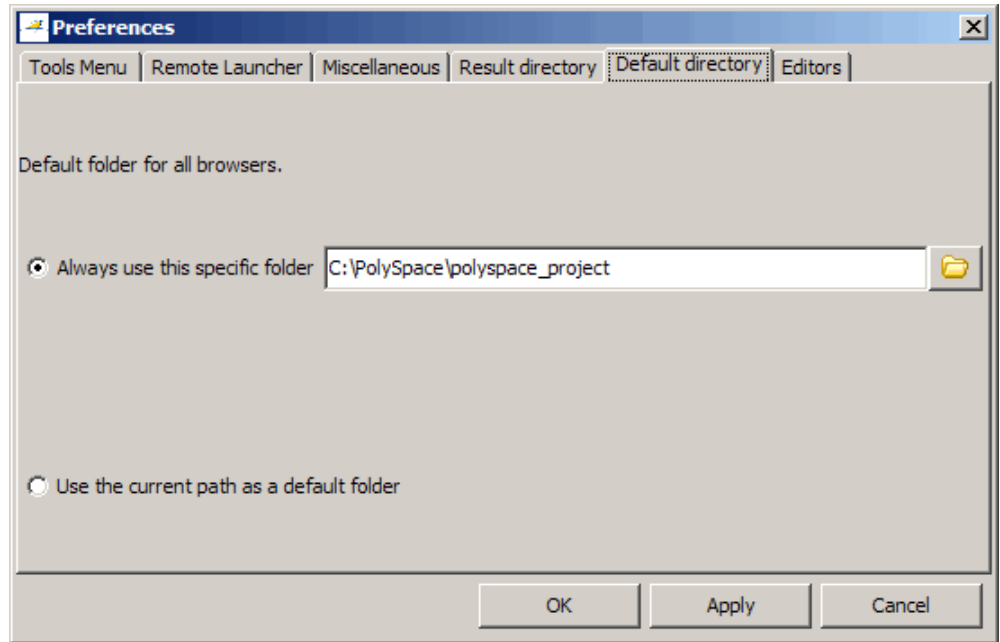 Preferences
Tools Menu Remote Launcher Miscellaneous Result directory Default directory Editors
Default folder for all browsers.
Always use this specific folder C:\PolySpace\polyspace_project
Use the current path as a default folder
OK Apply Cancel